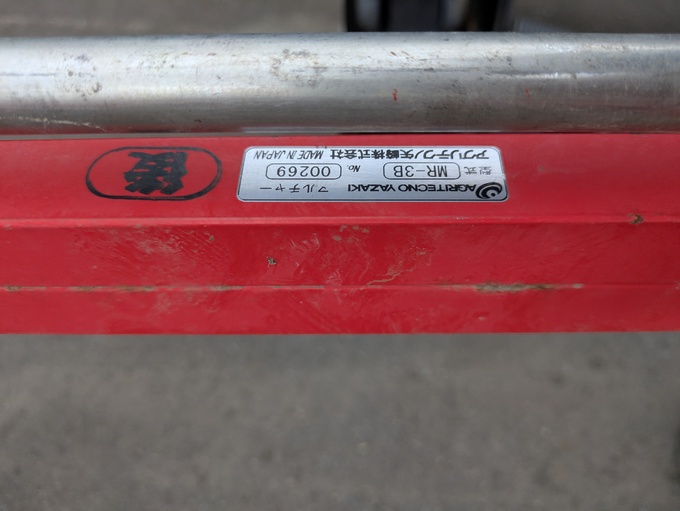 AGRITECNO YAZAKI マルチャー
型式 MR-3B No 00269
アグリテクノ矢崎株式会社 MADE IN JAPAN